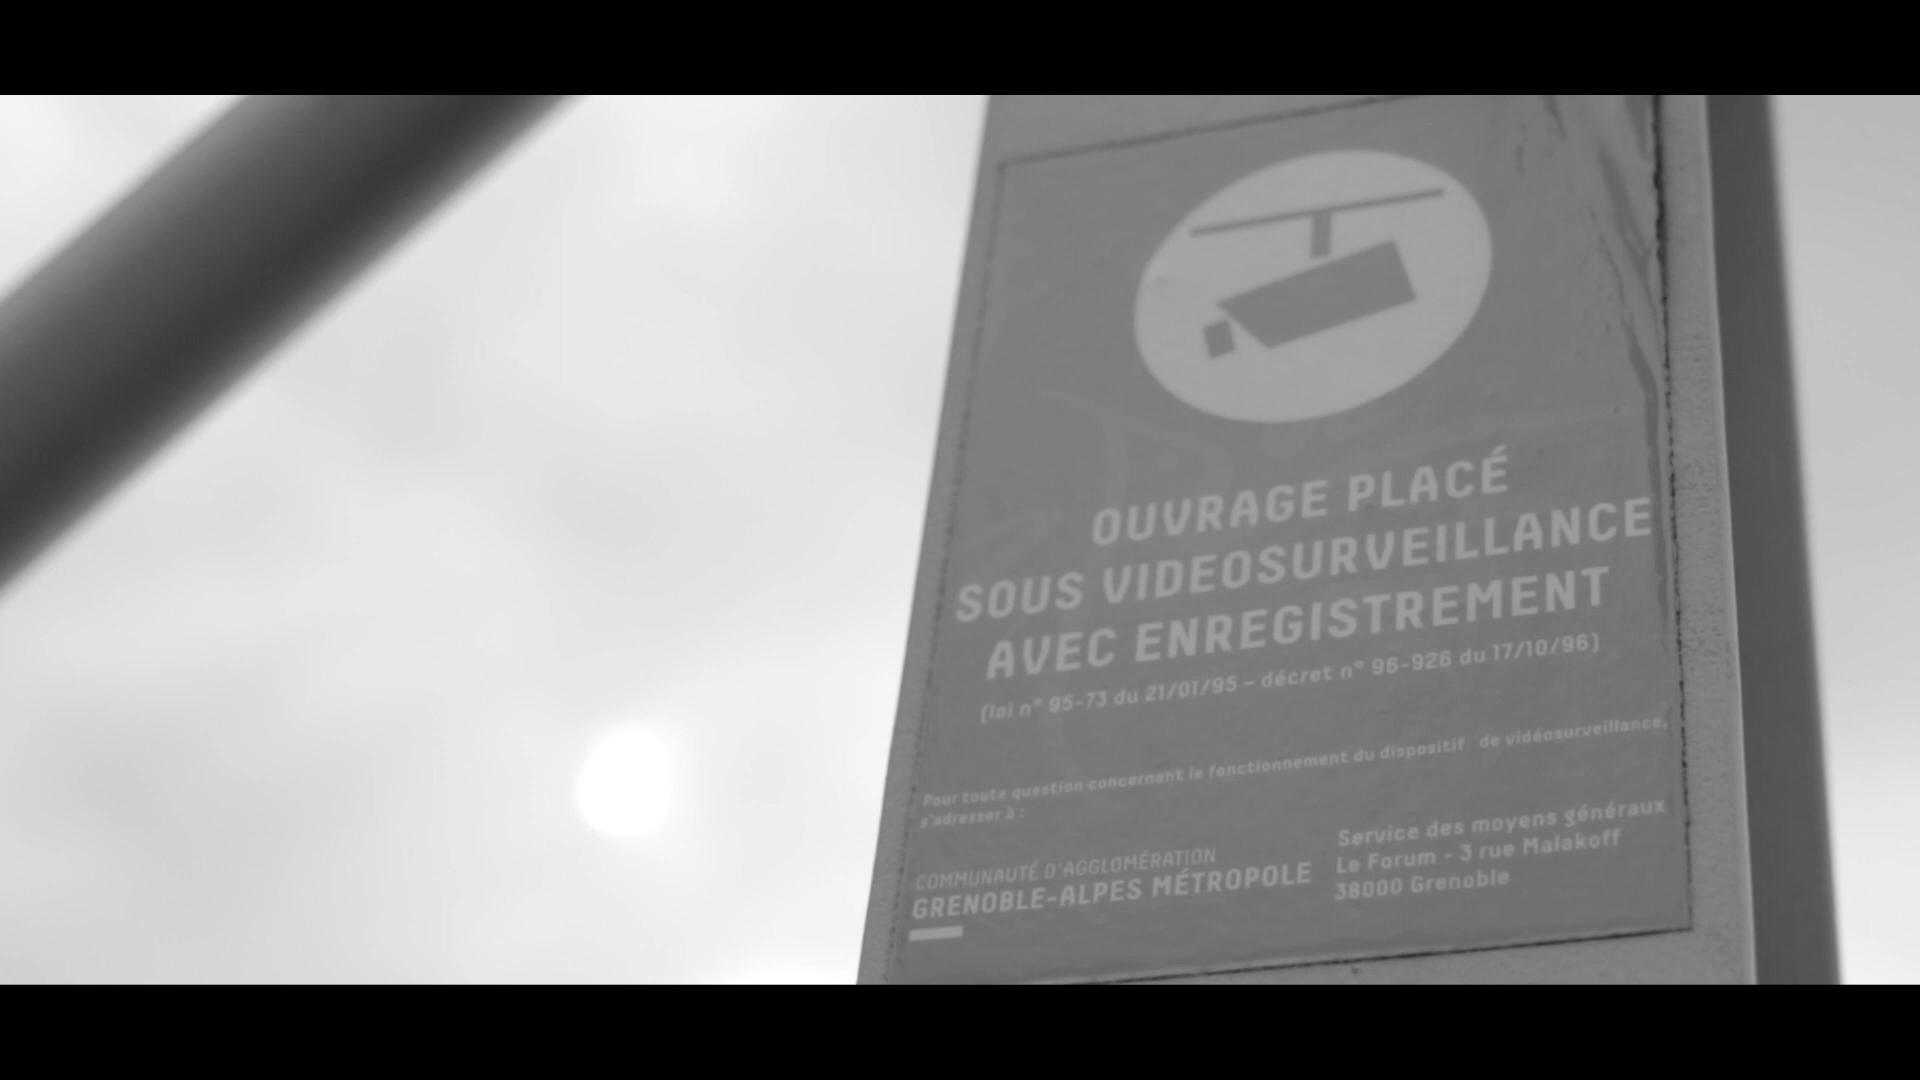 OUVRAGE PLACÉ
SOUS VIDEOSURVEILLANCE
AVEC ENREGISTREMENT
(loi n° 95-73 du 21/01/95 – décret n° 96-926 du 17/10/96)
Pour toute question concernant le fonctionnement du dispositif de vidéosurveillance,
s'adresser à :
COMMUNAUTÉ D'AGGLOMÉRATION
GRENOBLE-ALPES MÉTROPOLE
Service des moyens généraux
Le Forum - 3 rue Malakoff
38000 Grenoble